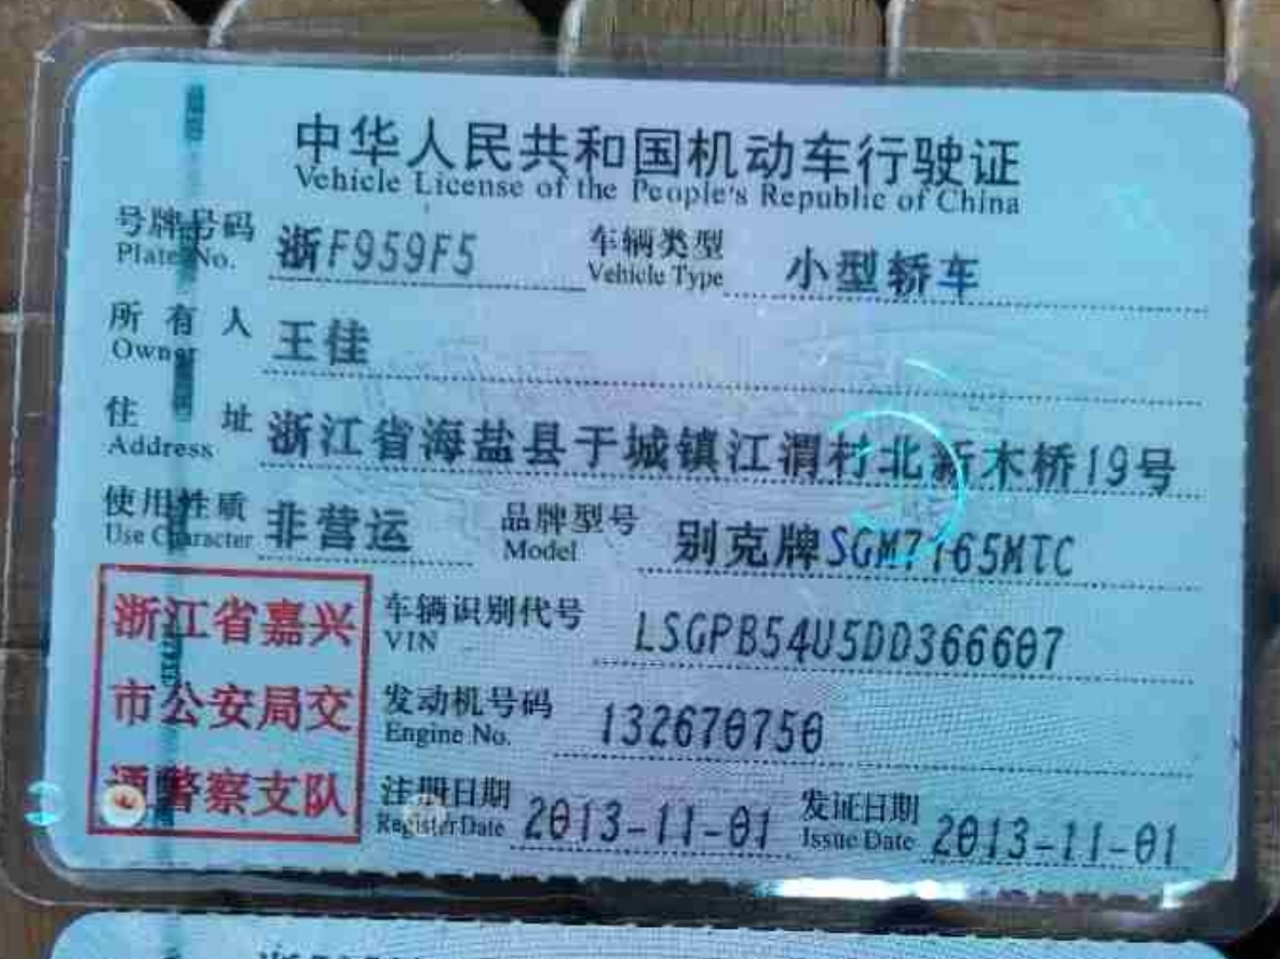 中华人民共和国机动车行驶证
Vehicle License of the People's Republic of China
号牌号码 浙F959F5 车辆类型 小型轿车
Plate No. Vehicle Type
所有人 王佳
Owner
住址 浙江省海盐县于城镇江渭村北新木桥19号
Address
使用性质 非营运 品牌型号 别克牌SGM7165MTC
Use Character Model
浙江省嘉兴
市公安局交
通警察支队
车辆识别代号 LSGPB54U5DD366607
VIN
发动机号码 132670750
Engine No.
注册日期 2013-11-01 发证日期 2013-11-01
Register Date Issue Date